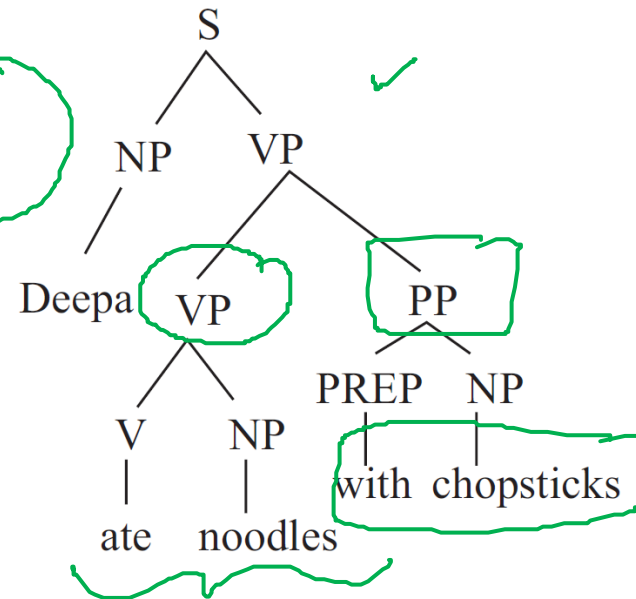 S
NP VP
Deepa VP PP
PREP NP
V NP
with chopsticks
ate noodles